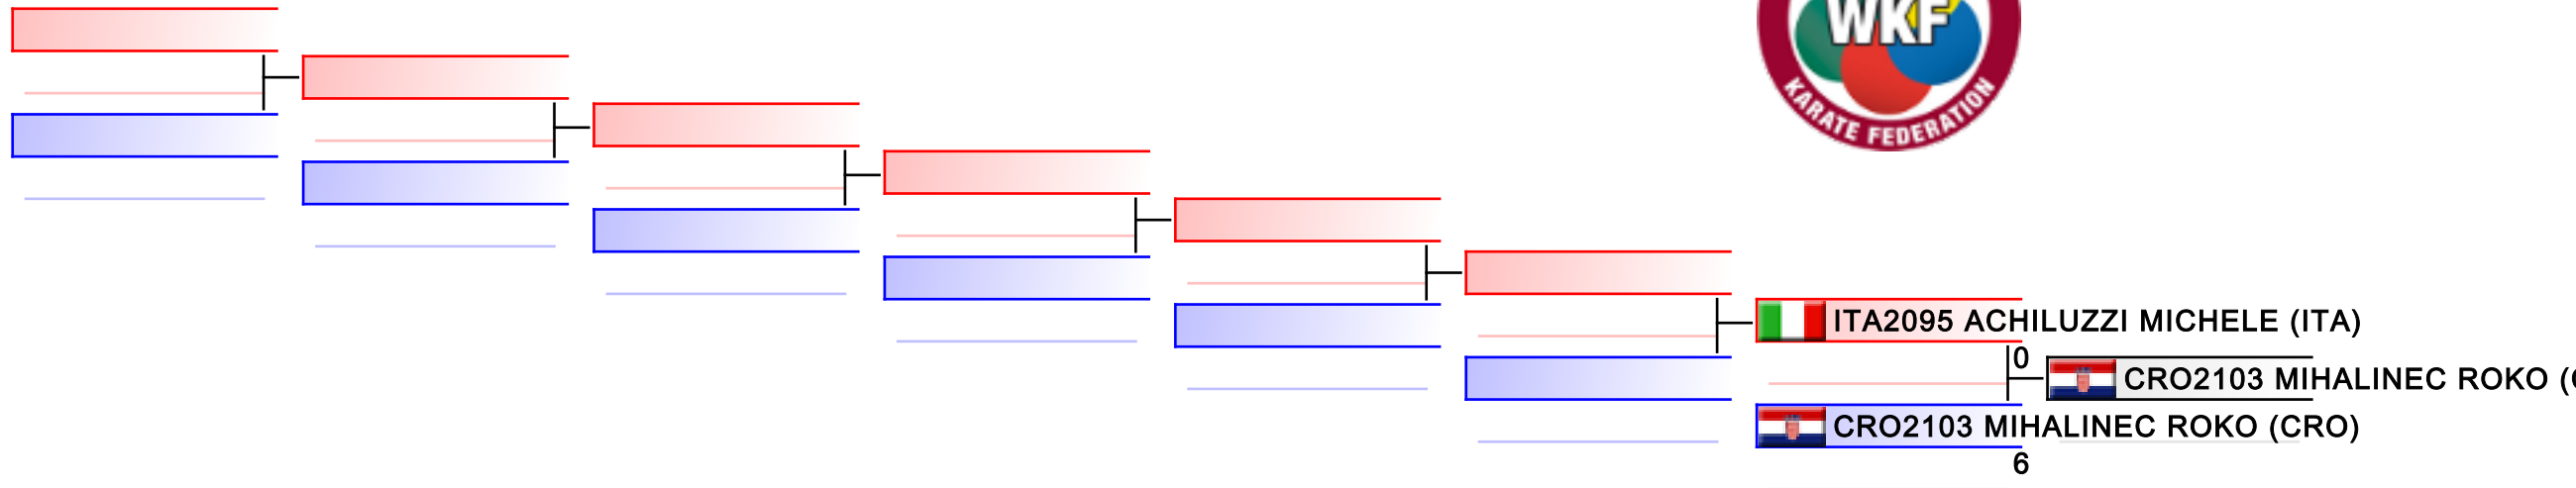 WKF
KARATE FEDERATION
ITA2095 ACHILUZZI MICHELE (ITA)
0
CRO2103 MIHALINEC ROKO (
CRO2103 MIHALINEC ROKO (CRO)
6